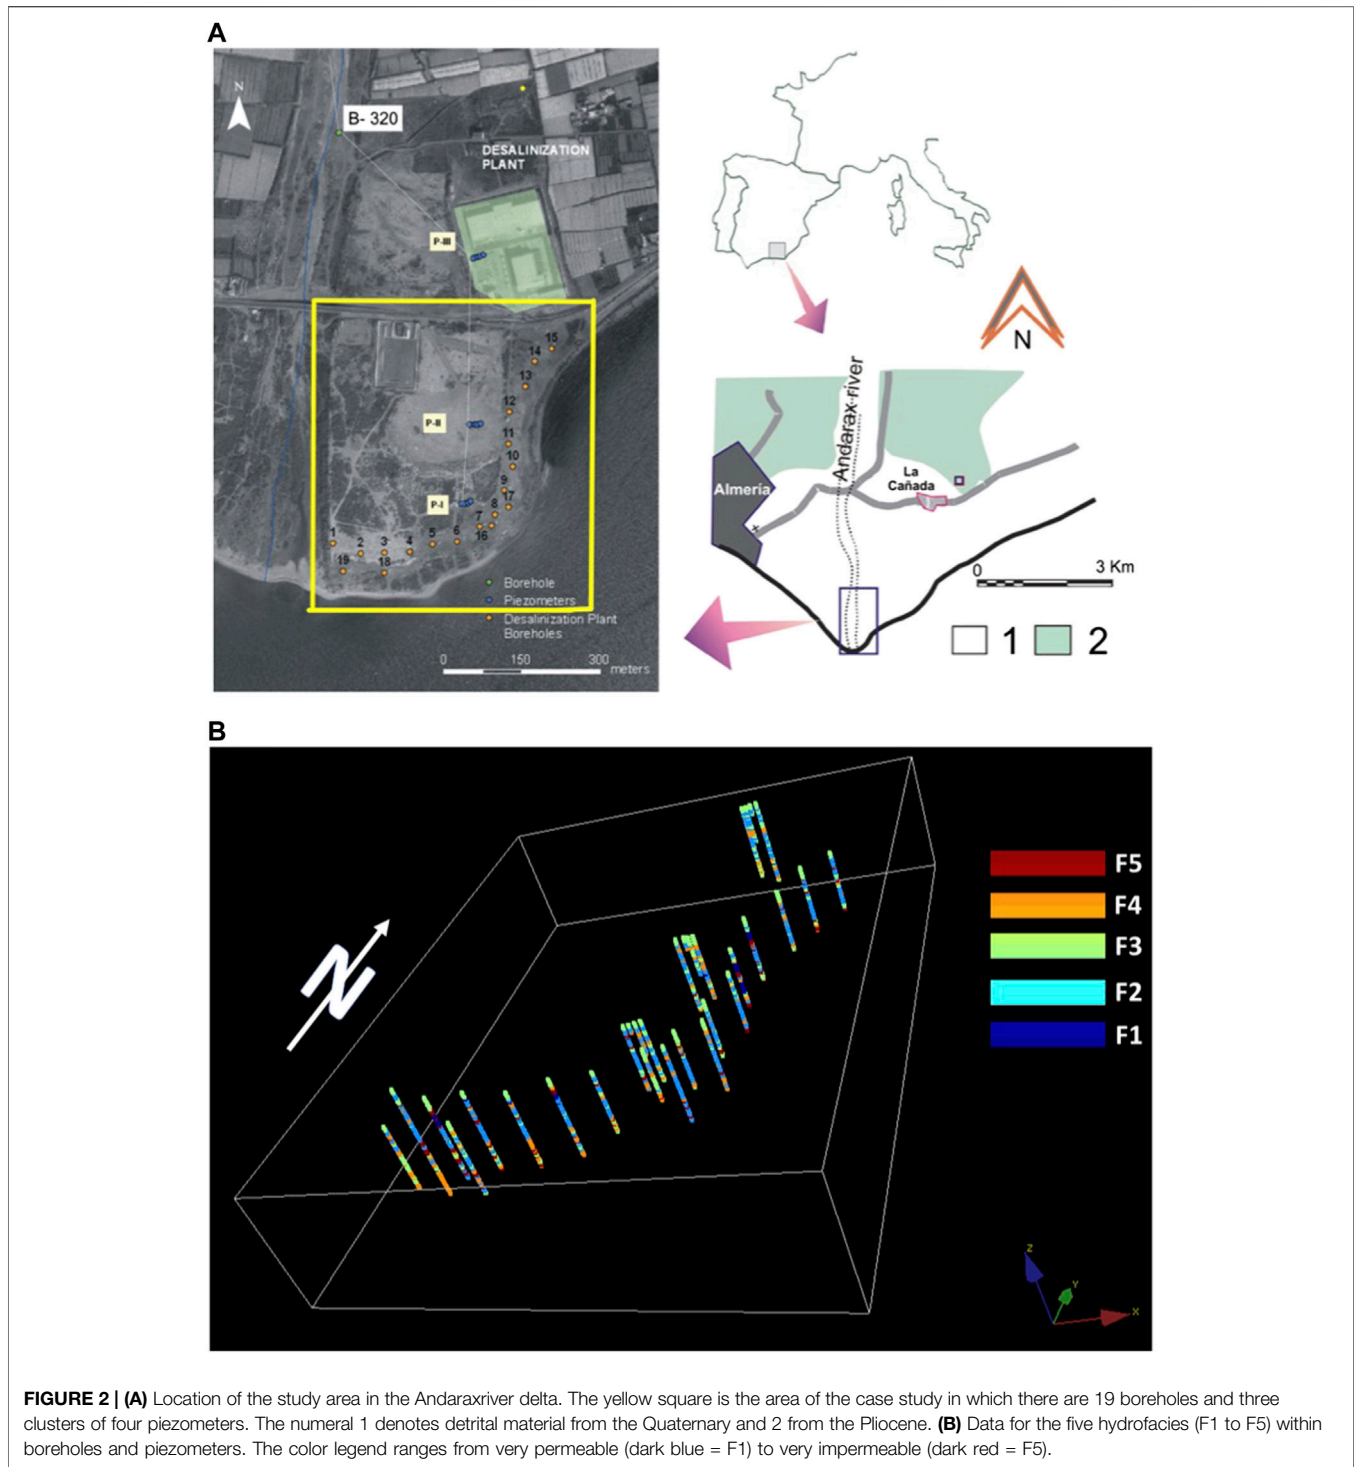 A
N
B- 320
DESALINIZATION
PLANT
P-III
15
14
13
12
P-II
11
10
9
17
P-I
8
7
16
1
2
3
4
5
6
19
18
Borehole
Piezometers
Desalinization Plant
Boreholes
0 150 300
meters
N
Andarax river
La
Cañada
Almería
0 3 Km
1 2
B
N
F5
F4
F3
F2
F1
Z
Y
X
FIGURE 2 | (A) Location of the study area in the Andaraxriver delta. The yellow square is the area of the case study in which there are 19 boreholes and three
clusters of four piezometers. The numeral 1 denotes detrital material from the Quaternary and 2 from the Pliocene. (B) Data for the five hydrofacies (F1 to F5) within
boreholes and piezometers. The color legend ranges from very permeable (dark blue = F1) to very impermeable (dark red = F5).